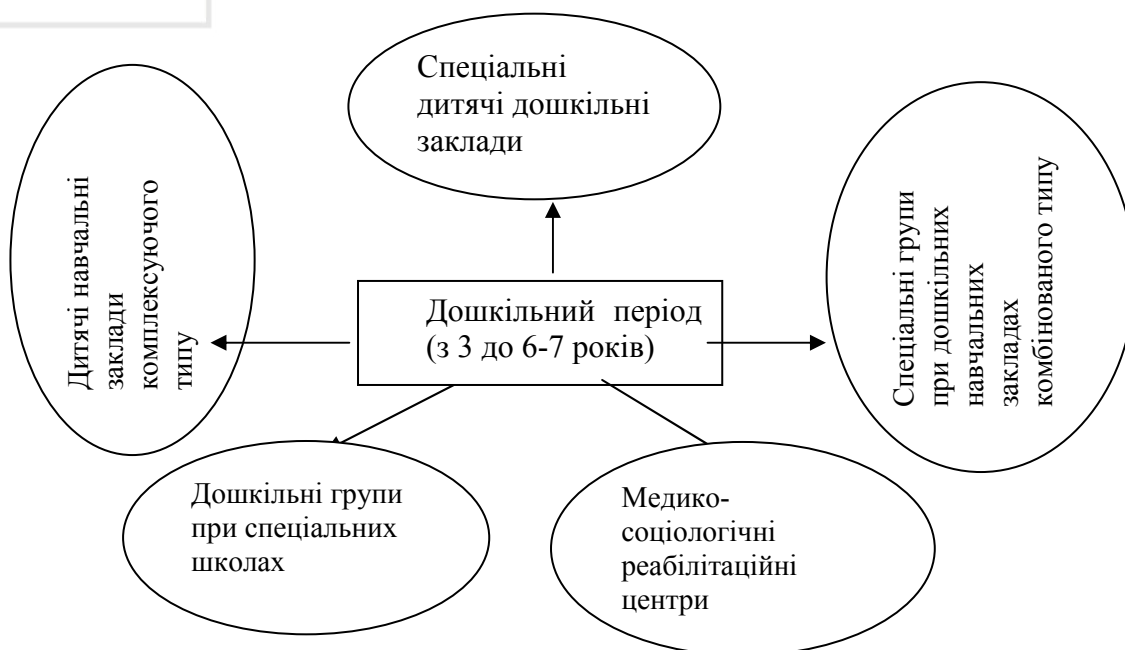 Спеціальні
дитячі дошкільні
заклади
Дитячі навчальні
заклади
комплексуючого
типу
Дошкільний період
(з 3 до 6-7 років)
Спеціальні групи
при дошкільних
навчальних
закладах
комбінованого типу
Дошкільні групи
при спеціальних
школах
Медико-
соціологічні
реабілітаційні
центри